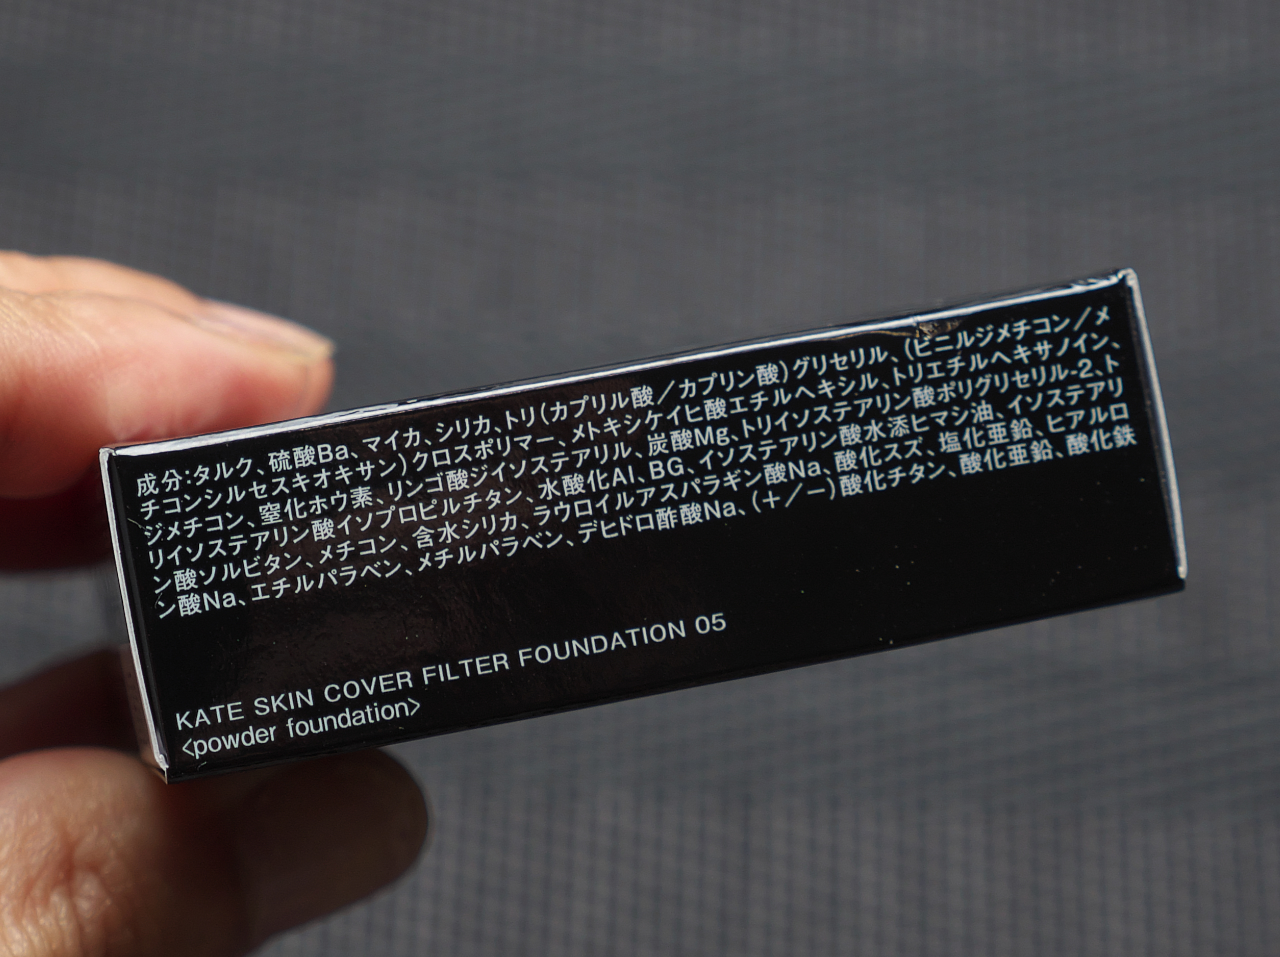 成分:タルク、硫酸Ba、マイカ、シリカ、トリ(カプリル酸/カプリン酸)グリセリル、(ビニルジメチコン/メ
チコンシルセスキオキサン)クロスポリマー、メトキシケイヒ酸エチルヘキシル、トリエチルヘキサノイン、
ジメチコン、窒化ホウ素、リンゴ酸ジイソステアリル、炭酸Mg、トリイソステアリン酸ポリグリセリル-2、ト
リイソステアリン酸イソプロピルチタン、水酸化Al、BG、イソステアリン酸水添ヒマシ油、イソステアリ
ン酸ソルビタン、メチコン、含水シリカ、ラウロイルアスパラギン酸Na、酸化スズ、塩化亜鉛、ヒアルロ
ン酸Na、エチルパラベン、メチルパラベン、デヒドロ酢酸Na、(+/-)酸化チタン、酸化亜鉛、酸化鉄
KATE SKIN COVER FILTER FOUNDATION 05
<powder foundation>